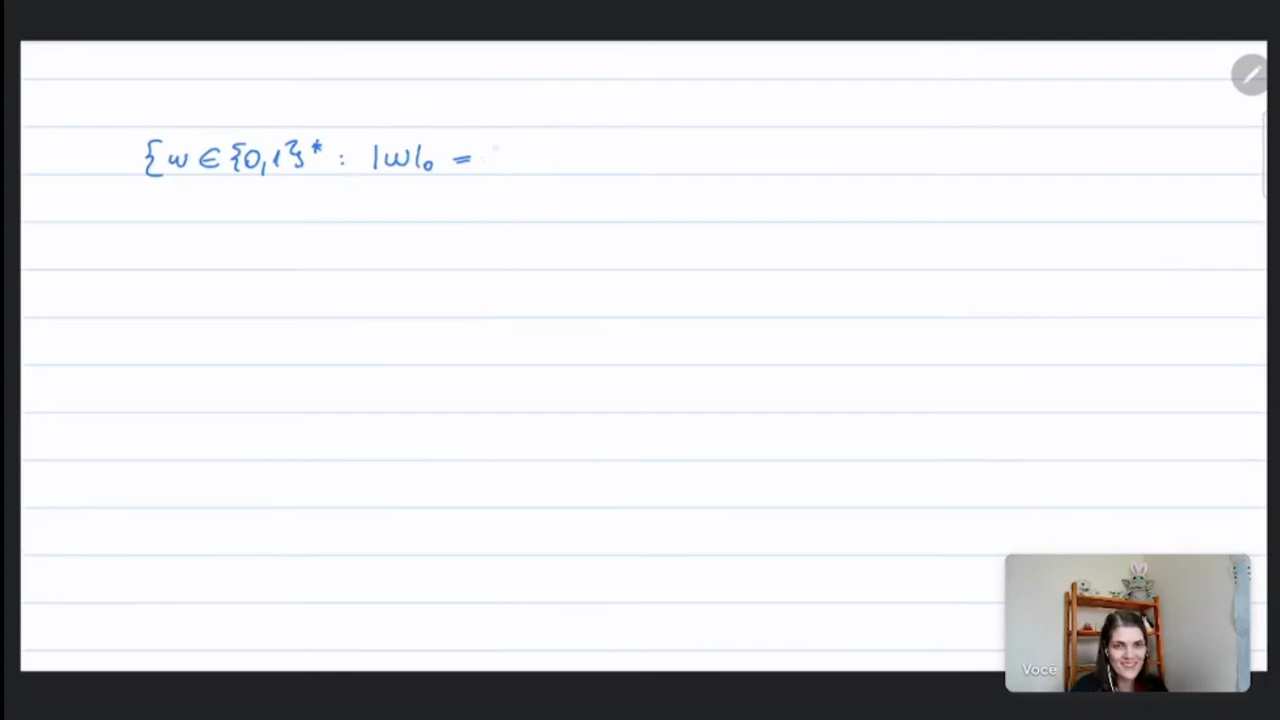 {w ∈ {0,1}* : |w|₀ =
Você